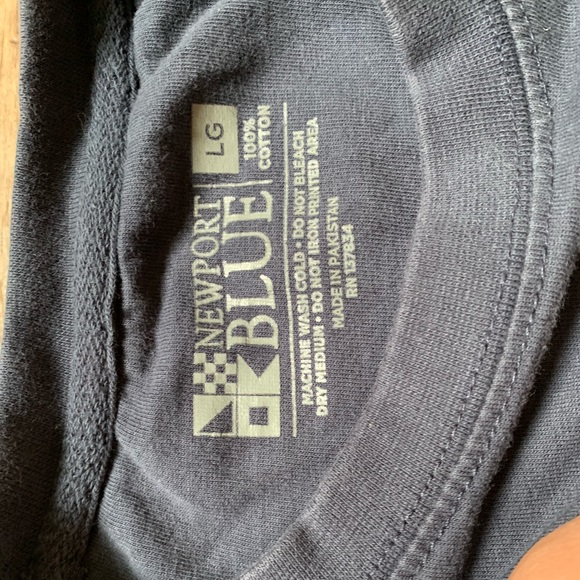 NEWPORT
BLUE
LG
100%
COTTON
MACHINE WASH COLD • DO NOT BLEACH
DRY MEDIUM • DO NOT IRON PRINTED AREA
MADE IN PAKISTAN
RN 137834